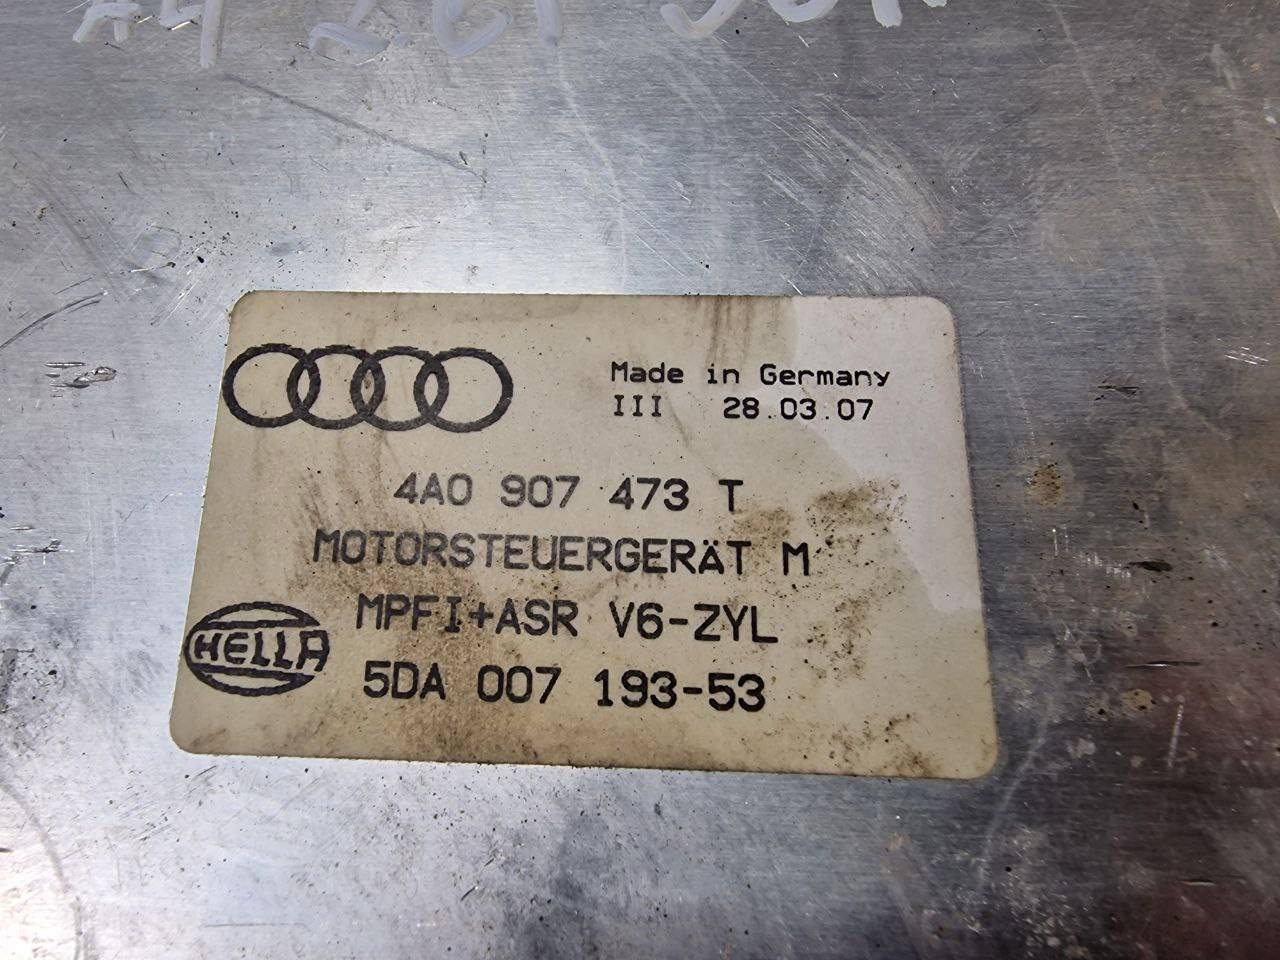 Made in Germany
III 28.03.07
4A0 907 473 T
MOTORSTEUERGERÄT M
MPFI+ASR V6-ZYL
HELLA
5DA 007 193-53